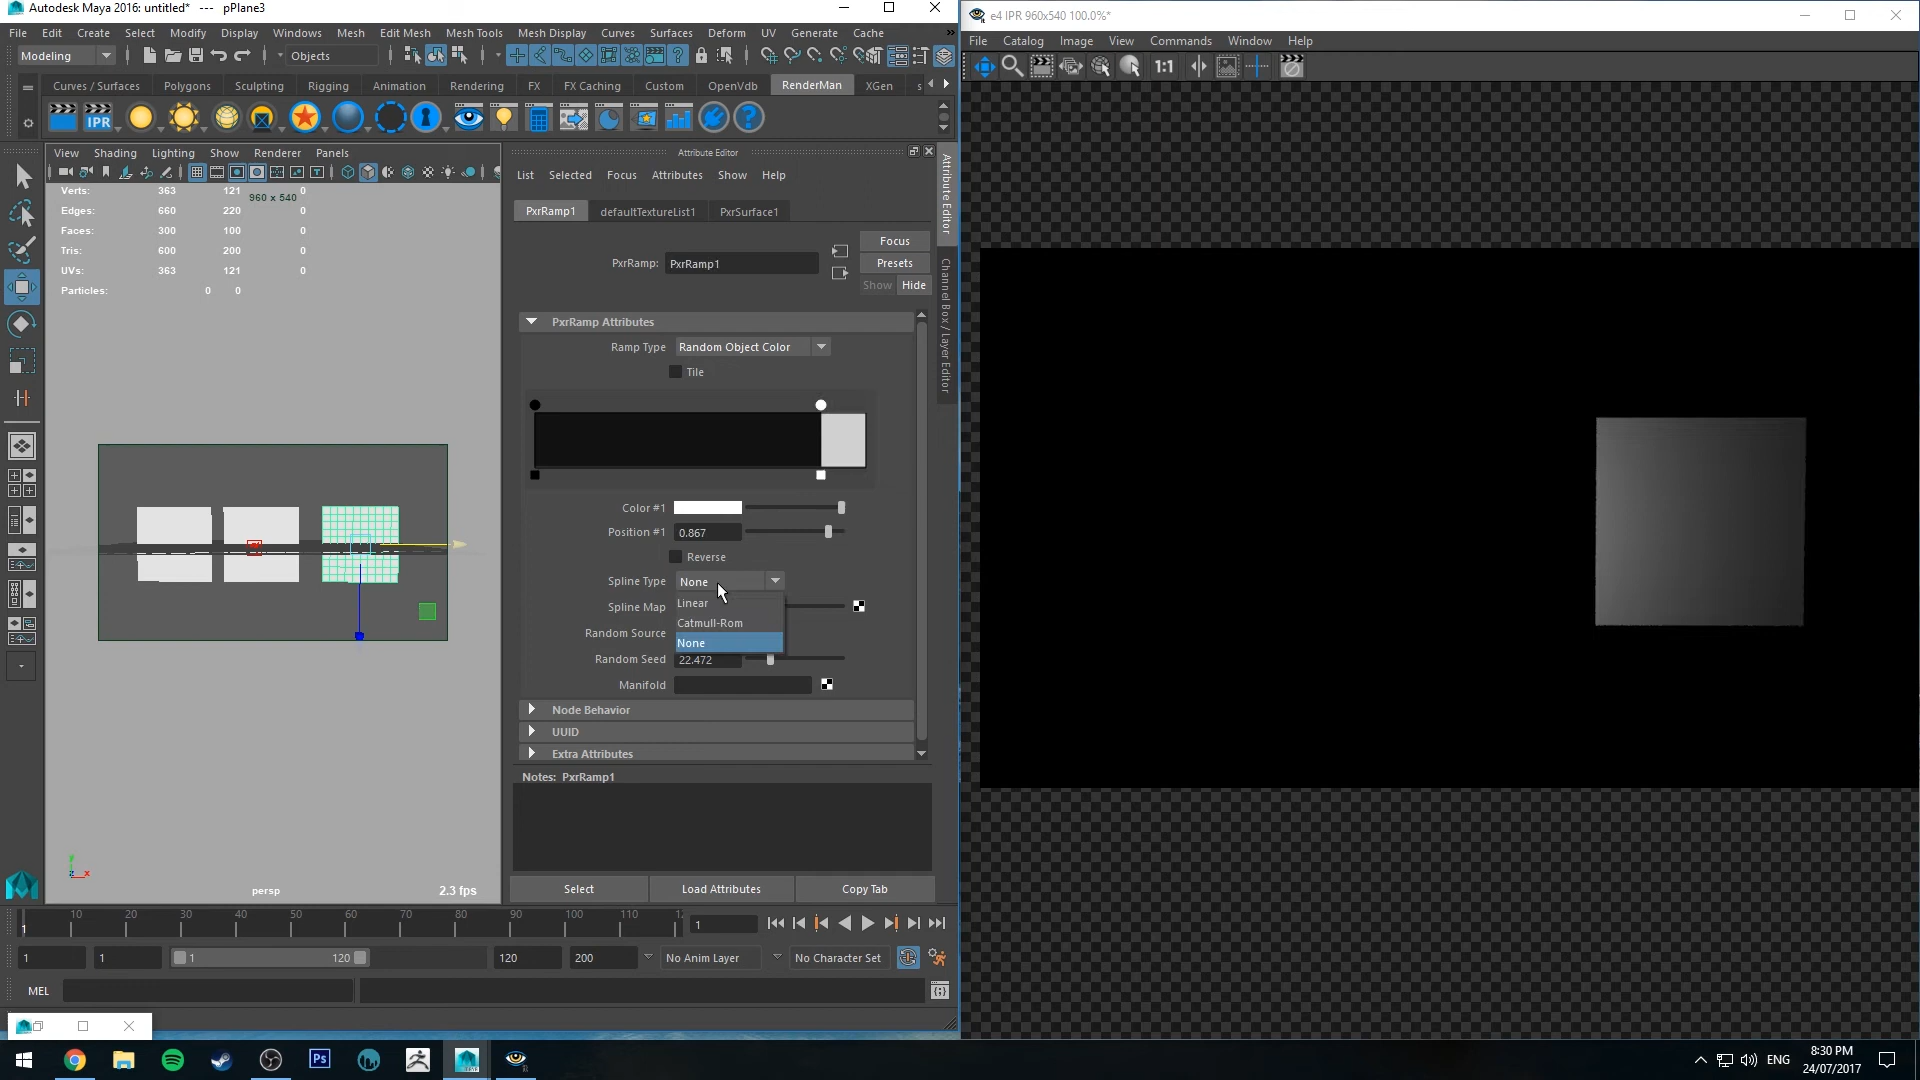 Autodesk Maya 2016: untitled*   ---   pPlane3
File Edit Create Select Modify Display Windows Mesh Edit Mesh Mesh Tools Mesh Display Curves Surfaces Deform UV Generate Cache »
Modeling Objects
Curves / Surfaces Polygons Sculpting Rigging Animation Rendering FX FX Caching Custom OpenVdb RenderMan XGen s
IPR
View Shading Lighting Show Renderer Panels
Verts: 363 121 0
960 x 540
Edges: 660 220 0
Faces: 300 100 0
Tris: 600 200 0
UVs: 363 121 0
Particles: 0 0
persp
2.3 fps
Attribute Editor
List Selected Focus Attributes Show Help
PxrRamp1 defaultTextureList1 PxrSurface1
Focus
PxrRamp: PxrRamp1
Presets
Show Hide
PxrRamp Attributes
Ramp Type Random Object Color
Tile
Color #1
Position #1 0.867
Reverse
Spline Type None
Linear
Spline Map
Catmull-Rom
Random Source
None
Random Seed 22.472
Manifold
Node Behavior
UUID
Extra Attributes
Notes: PxrRamp1
Select Load Attributes Copy Tab
Attribute Editor
Channel Box / Layer Editor
10 20 30 40 50 60 70 80 90 100 110
1
1
1 1 1 120 120 200 No Anim Layer No Character Set
MEL
e4 IPR 960x540 100.0%*
File Catalog Image View Commands Window Help
1:1
Ps
ENG
8:30 PM
24/07/2017